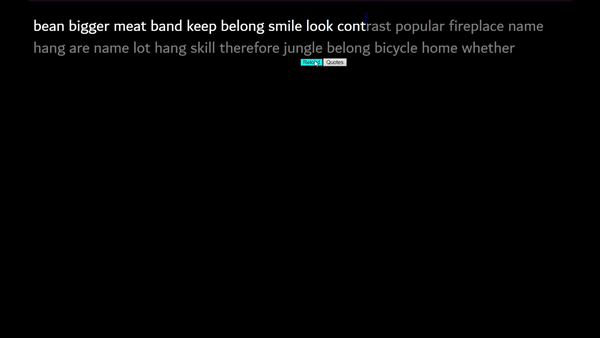 bean bigger meat band keep belong smile look contrast popular fireplace name
hang are name lot hang skill therefore jungle belong bicycle home whether
Reload Quotes